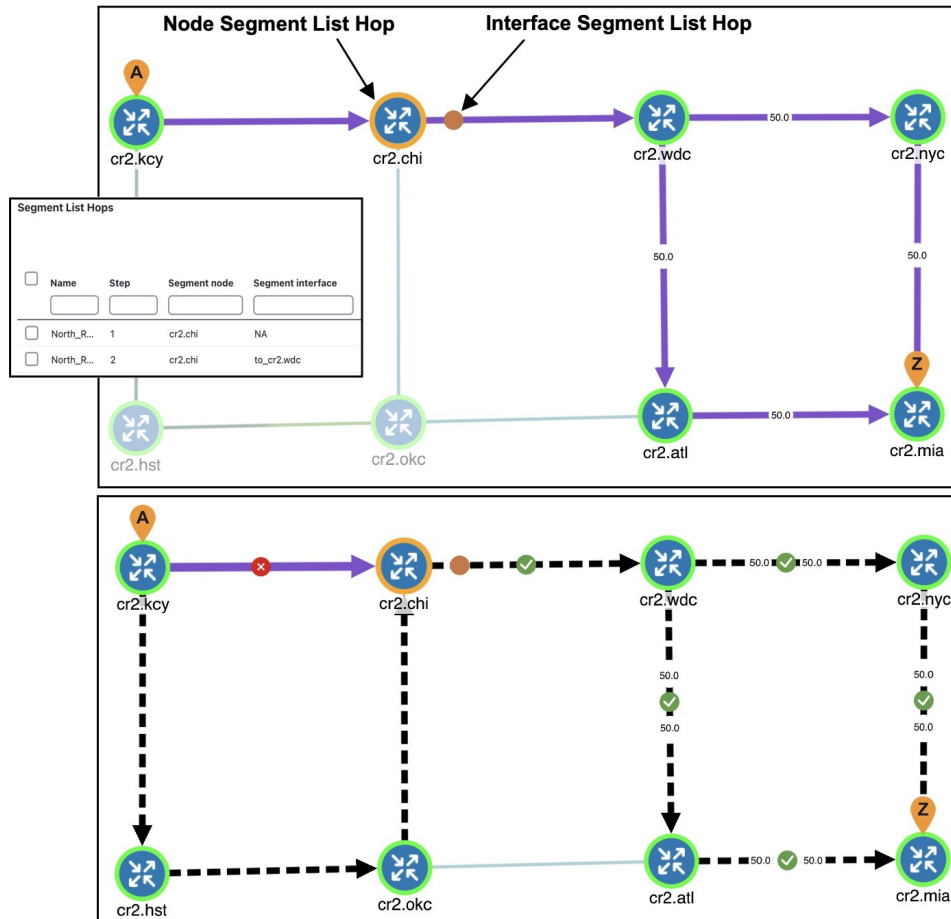 Node Segment List Hop
Interface Segment List Hop
A
cr2.kcy
cr2.chi
cr2.wdc
50.0
cr2.nyc
50.0
50.0
Segment List Hops
Name Step Segment node Segment interface
North_R... 1 cr2.chi NA
North_R... 2 cr2.chi to_cr2.wdc
cr2.hst
cr2.okc
cr2.atl
50.0
Z
cr2.mia
A
cr2.kcy
cr2.chi
cr2.wdc
50.0 50.0
cr2.nyc
50.0
50.0
50.0
50.0
cr2.hst
cr2.okc
cr2.atl
50.0 50.0
Z
cr2.mia